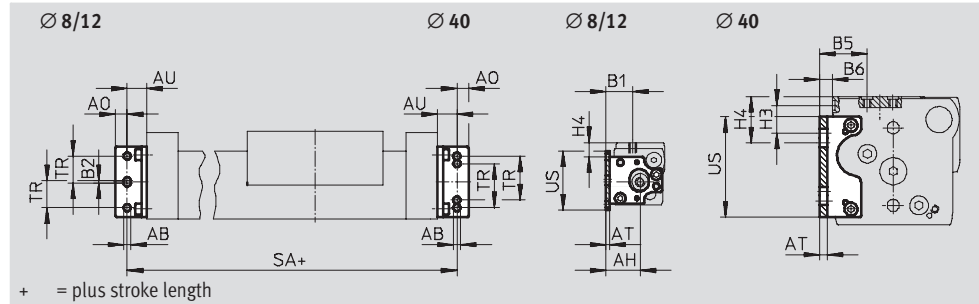 Ø 8/12
Ø 40
Ø 8/12
Ø 40
AU
AO
TR
B2
TR
AB
SA+
AO
AU
TR
TR
AB
B1
H4
US
AT
AH
B5
B6
H4
H3
US
AT
+ = plus stroke length